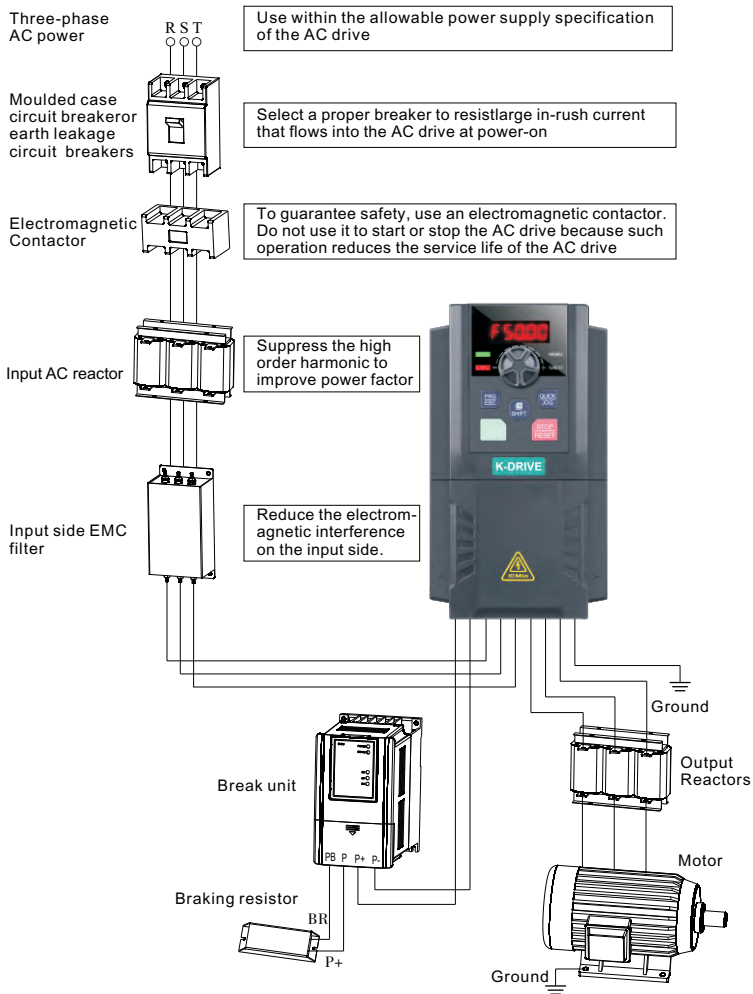 Three-phase
AC power
R S T
Use within the allowable power supply specification
of the AC drive
Moulded case
circuit breakeror
earth leakage
circuit breakers
Select a proper breaker to resistlarge in-rush current
that flows into the AC drive at power-on
Electromagnetic
Contactor
To guarantee safety, use an electromagnetic contactor.
Do not use it to start or stop the AC drive because such
operation reduces the service life of the AC drive
Input AC reactor
Suppress the high
order harmonic to
improve power factor
F50.00
PRG
ESC
SHIFT
QUICK
JOG
STOP
RESET
K-DRIVE
Input side EMC
filter
Reduce the electrom-
agnetic interference
on the input side.
10 Min
Ground
Output
Reactors
Break unit
PB P P+ P-
Motor
Braking resistor
BR
P+
Ground